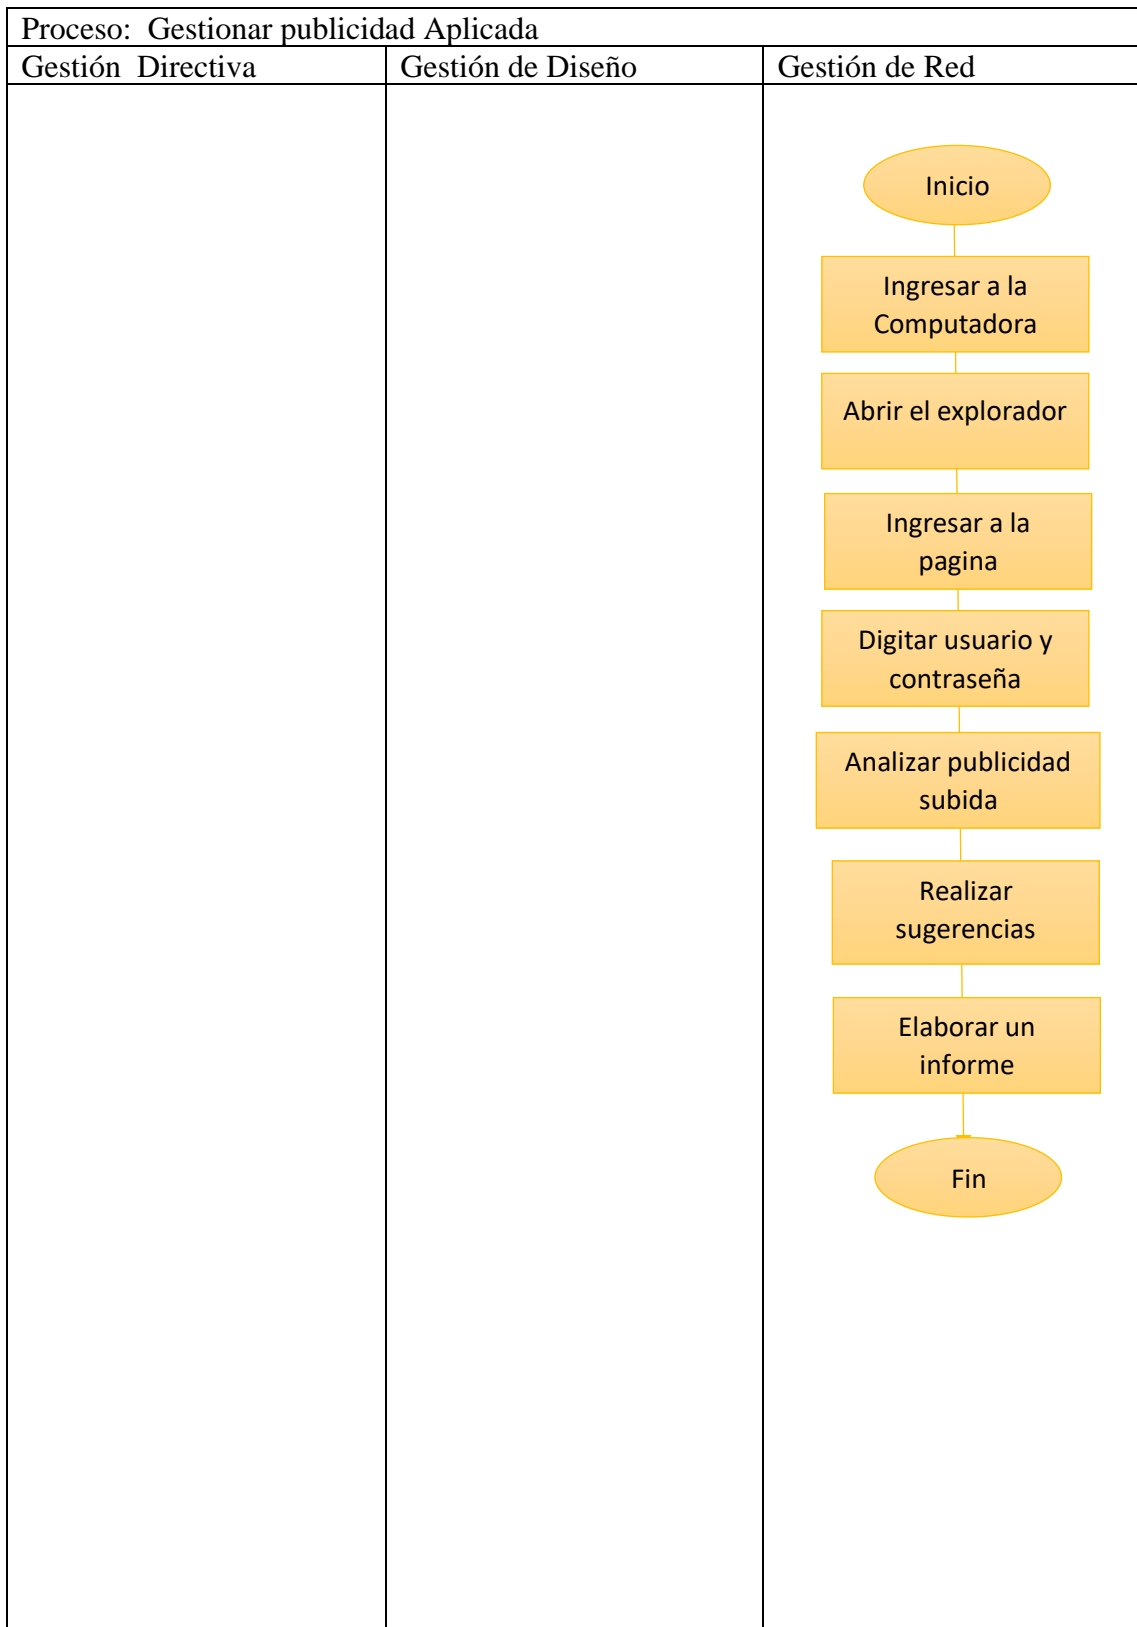 Proceso:  Gestionar publicidad Aplicada
Gestión  Directiva
Gestión de Diseño
Gestión de Red
Inicio
Ingresar a la
Computadora
Abrir el explorador
Ingresar a la
pagina
Digitar usuario y
contraseña
Analizar publicidad
subida
Realizar
sugerencias
Elaborar un
informe
Fin